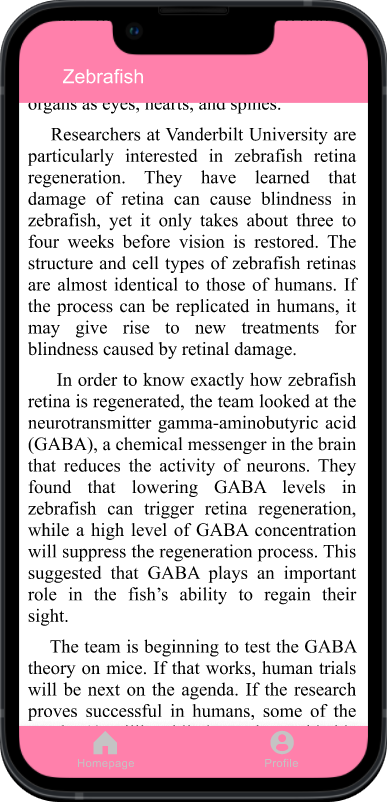 Zebrafish
organs as eyes, hearts, and spines.
Researchers at Vanderbilt University are
particularly interested in zebrafish retina
regeneration. They have learned that
damage of retina can cause blindness in
zebrafish, yet it only takes about three to
four weeks before vision is restored. The
structure and cell types of zebrafish retinas
are almost identical to those of humans. If
the process can be replicated in humans, it
may give rise to new treatments for
blindness caused by retinal damage.
In order to know exactly how zebrafish
retina is regenerated, the team looked at the
neurotransmitter gamma-aminobutyric acid
(GABA), a chemical messenger in the brain
that reduces the activity of neurons. They
found that lowering GABA levels in
zebrafish can trigger retina regeneration,
while a high level of GABA concentration
will suppress the regeneration process. This
suggested that GABA plays an important
role in the fish’s ability to regain their
sight.
The team is beginning to test the GABA
theory on mice. If that works, human trials
will be next on the agenda. If the research
proves successful in humans, some of the
Homepage
Profile